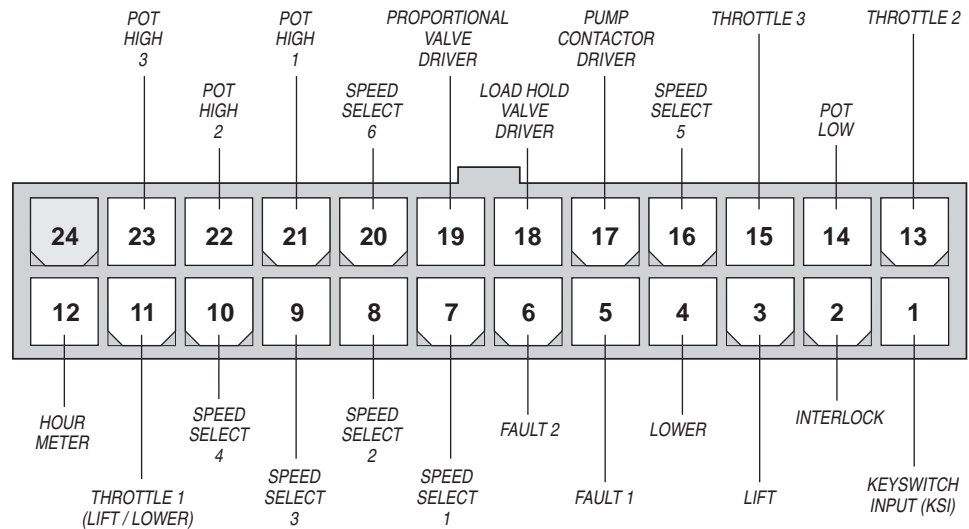 POT
HIGH
3
POT
HIGH
2
POT
HIGH
1
SPEED
SELECT
6
PROPORTIONAL
VALVE
DRIVER
LOAD HOLD
VALVE
DRIVER
PUMP
CONTACTOR
DRIVER
SPEED
SELECT
5
THROTTLE 3
POT
LOW
THROTTLE 2
24 23 22 21 20 19 18 17 16 15 14 13
12 11 10 9 8 7 6 5 4 3 2 1
HOUR
METER
THROTTLE 1
(LIFT / LOWER)
SPEED
SELECT
4
SPEED
SELECT
3
SPEED
SELECT
2
SPEED
SELECT
1
FAULT 2
FAULT 1
LOWER
LIFT
INTERLOCK
KEYSWITCH
INPUT (KSI)